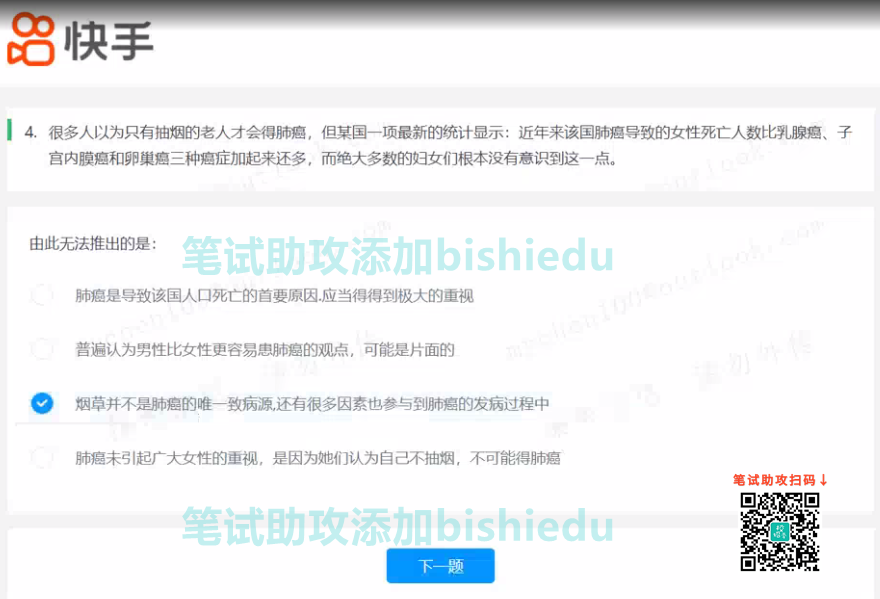 快手
4. 很多人以为只有抽烟的老人才会得肺癌，但某国一项最新的统计显示：近年来该国肺癌导致的女性死亡人数比乳腺癌、子
宫内膜癌和卵巢癌三种癌症加起来还多，而绝大多数的妇女们根本没有意识到这一点。
由此无法推出的是：
笔试助攻添加bishiedu
肺癌是导致该国人口死亡的首要原因.应当得得到极大的重视
普遍认为男性比女性更容易患肺癌的观点，可能是片面的
请勿外传
烟草并不是肺癌的唯一致病源,还有很多因素也参与到肺癌的发病过程中
肺癌未引起广大女性的重视，是因为她们认为自己不抽烟，不可能得肺癌
笔试助攻扫码↓
笔试助攻添加bishiedu
下一题